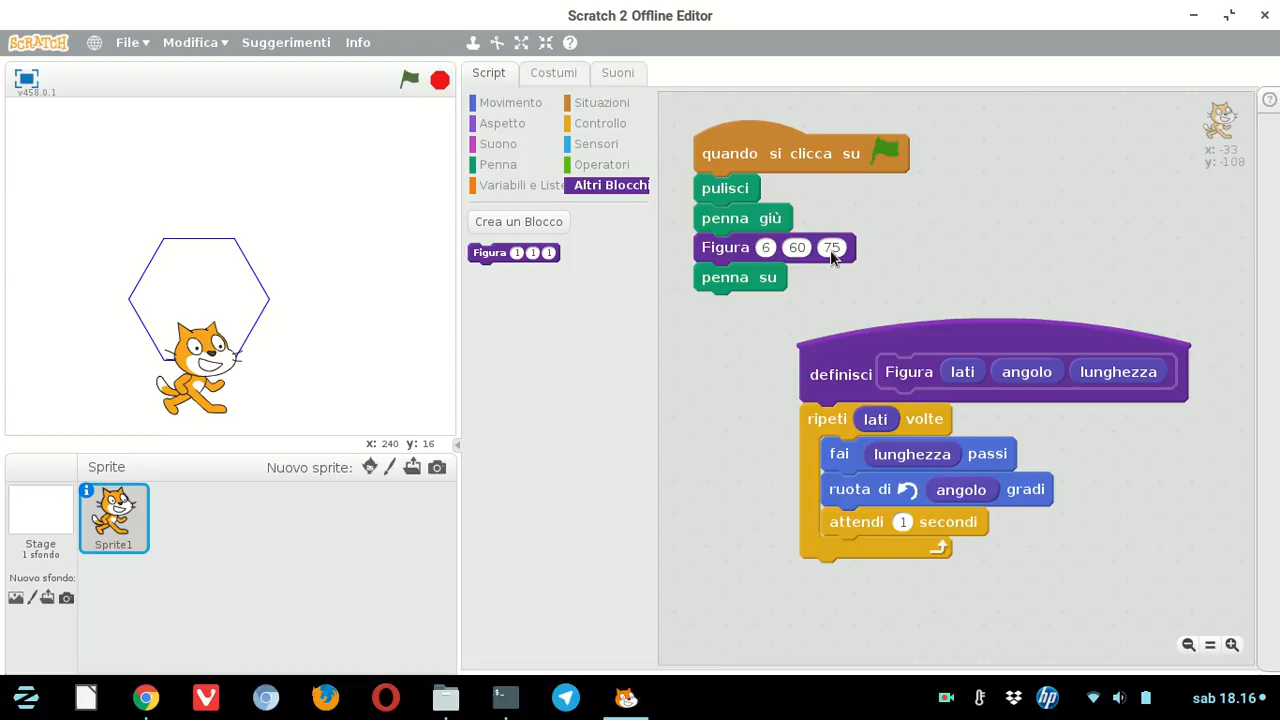 Scratch 2 Offline Editor
SCRATCH File Modifica Suggerimenti Info
v458.0.1
Script Costumi Suoni
Movimento Situazioni
Aspetto Controllo
Suono Sensori
Penna Operatori
Variabili e Liste Altri Blocchi
Crea un Blocco
Figura 1 1 1
quando si clicca su
pulisci
penna giù
Figura 6 60 75
penna su
x: -33
y: -108
definisci Figura lati angolo lunghezza
ripeti lati volte
fai lunghezza passi
ruota di angolo gradi
attendi 1 secondi
x: 240 y: 16
Sprite Nuovo sprite:
Stage
1 sfondo
Sprite1
Nuovo sfondo:
sab 18.16